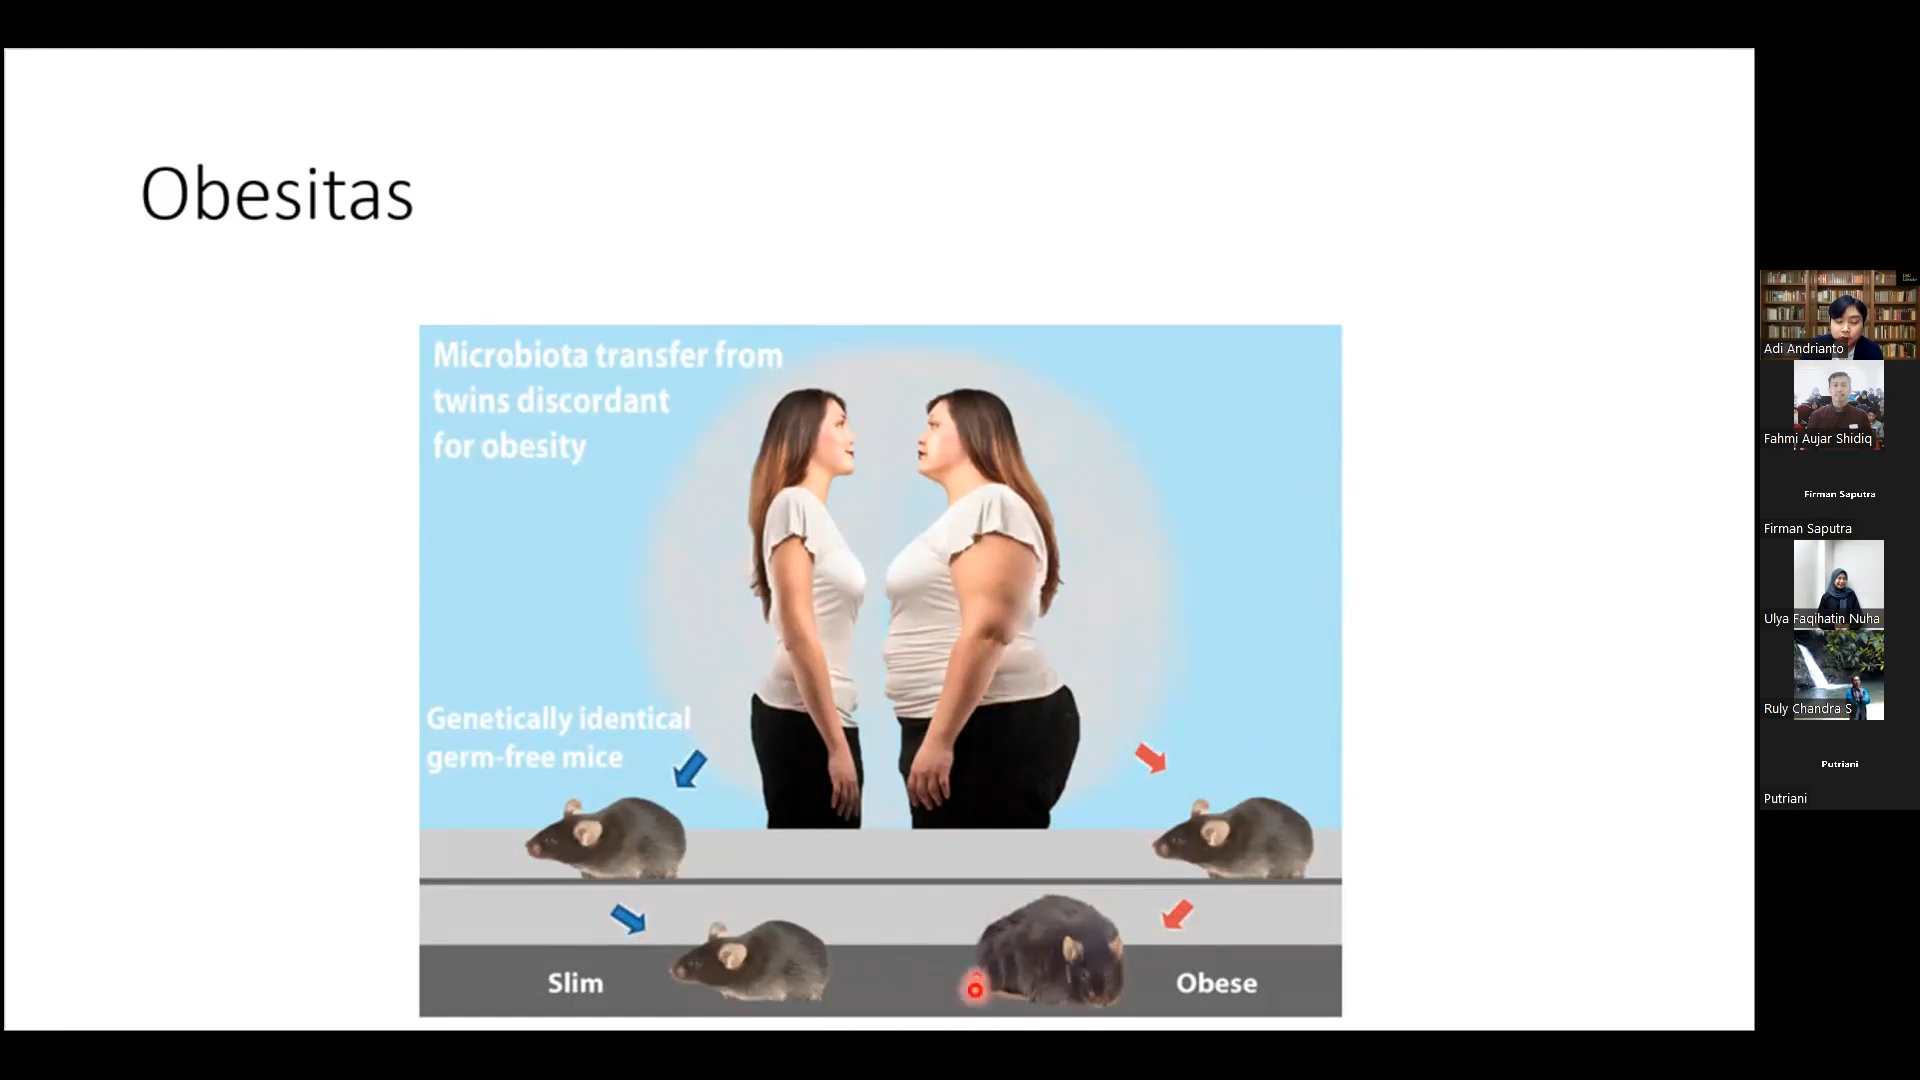 Obesitas
Microbiota transfer from
twins discordant
for obesity
Genetically identical
germ-free mice
Slim
Obese
Adi Andrianto
Fahmi Aujar Shidiq
Firman Saputra
Firman Saputra
Ulya Faqihatin Nuha
Ruly Chandra S
Putriani
Putriani